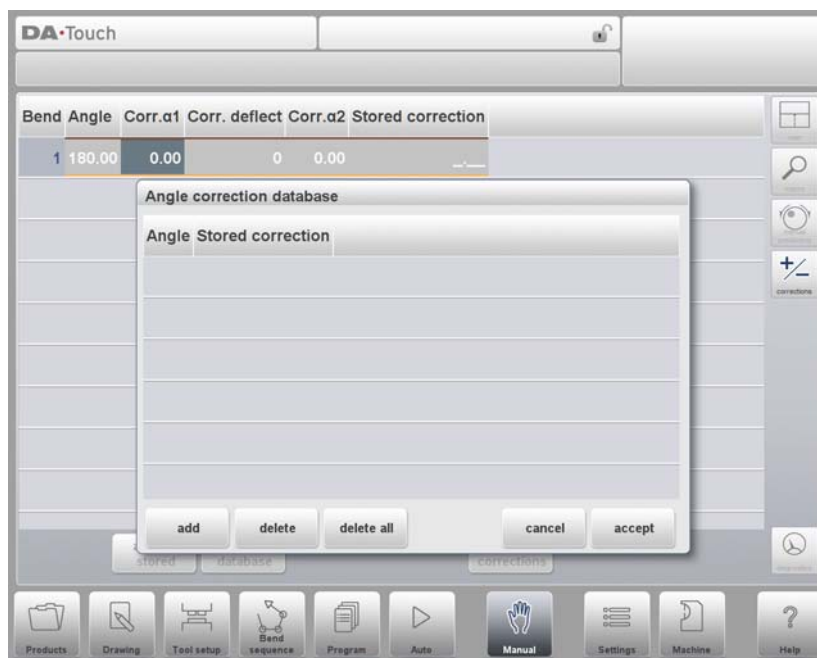 DA·Touch
Bend Angle Corr.α1 Corr. deflect Corr.α2 Stored correction
1 180.00 0.00 0 0.00 _.__
Angle correction database
Angle Stored correction
add delete delete all cancel accept
stored database corrections
corrections
Products Drawing Tool setup Bend sequence Program Auto Manual Settings Machine Help